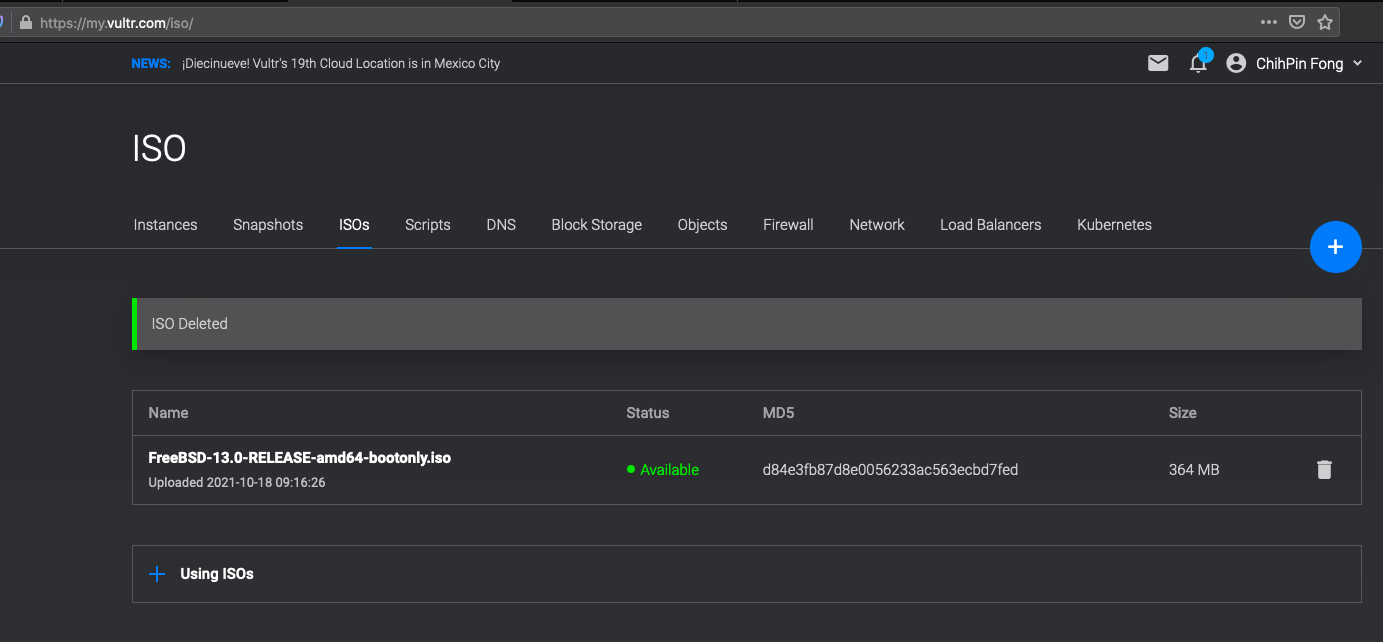 https://my.vultr.com/iso/
NEWS: ¡Diecinueve! Vultr's 19th Cloud Location is in Mexico City
1
ChihPin Fong
ISO
Instances Snapshots ISOs Scripts DNS Block Storage Objects Firewall Network Load Balancers Kubernetes
+
ISO Deleted
Name Status MD5 Size
FreeBSD-13.0-RELEASE-amd64-bootonly.iso
Available d84e3fb87d8e0056233ac563ecbd7fed 364 MB
Uploaded 2021-10-18 09:16:26
+ Using ISOs